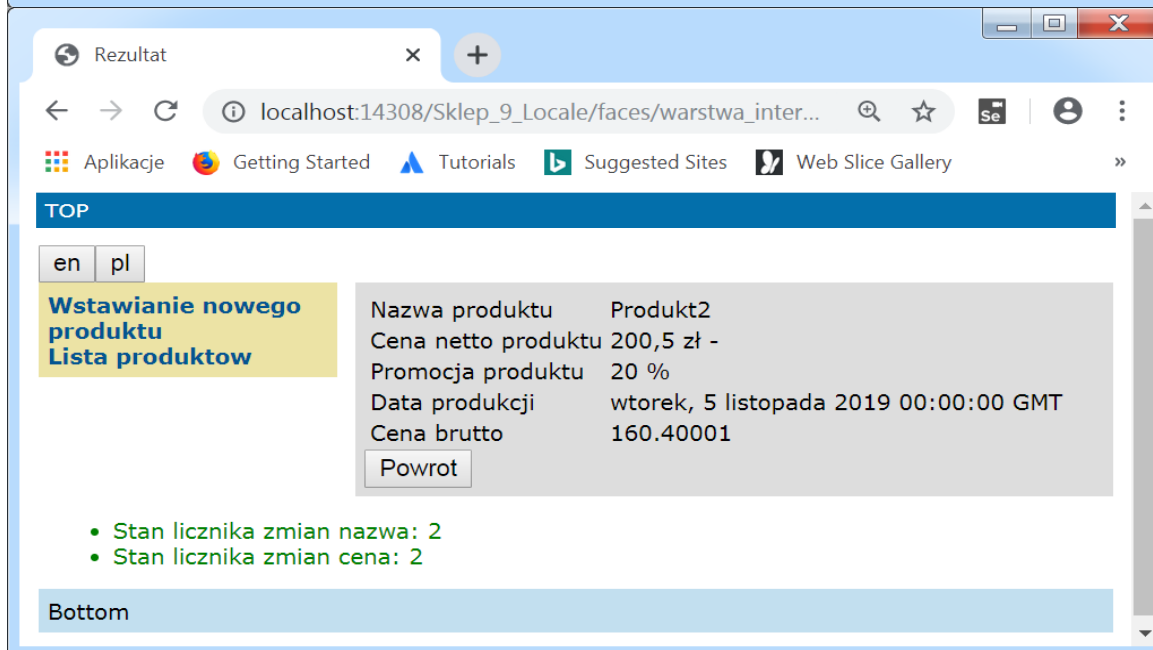 Rezultat
localhost:14308/Sklep_9_Locale/faces/warstwa_inter...
Se
Aplikacje Getting Started Tutorials Suggested Sites Web Slice Gallery »
TOP
en pl
Wstawianie nowego
produktu
Lista produktow
Nazwa produktu Produkt2
Cena netto produktu 200,5 zł -
Promocja produktu 20 %
Data produkcji wtorek, 5 listopada 2019 00:00:00 GMT
Cena brutto 160.40001
Powrot
• Stan licznika zmian nazwa: 2
• Stan licznika zmian cena: 2
Bottom